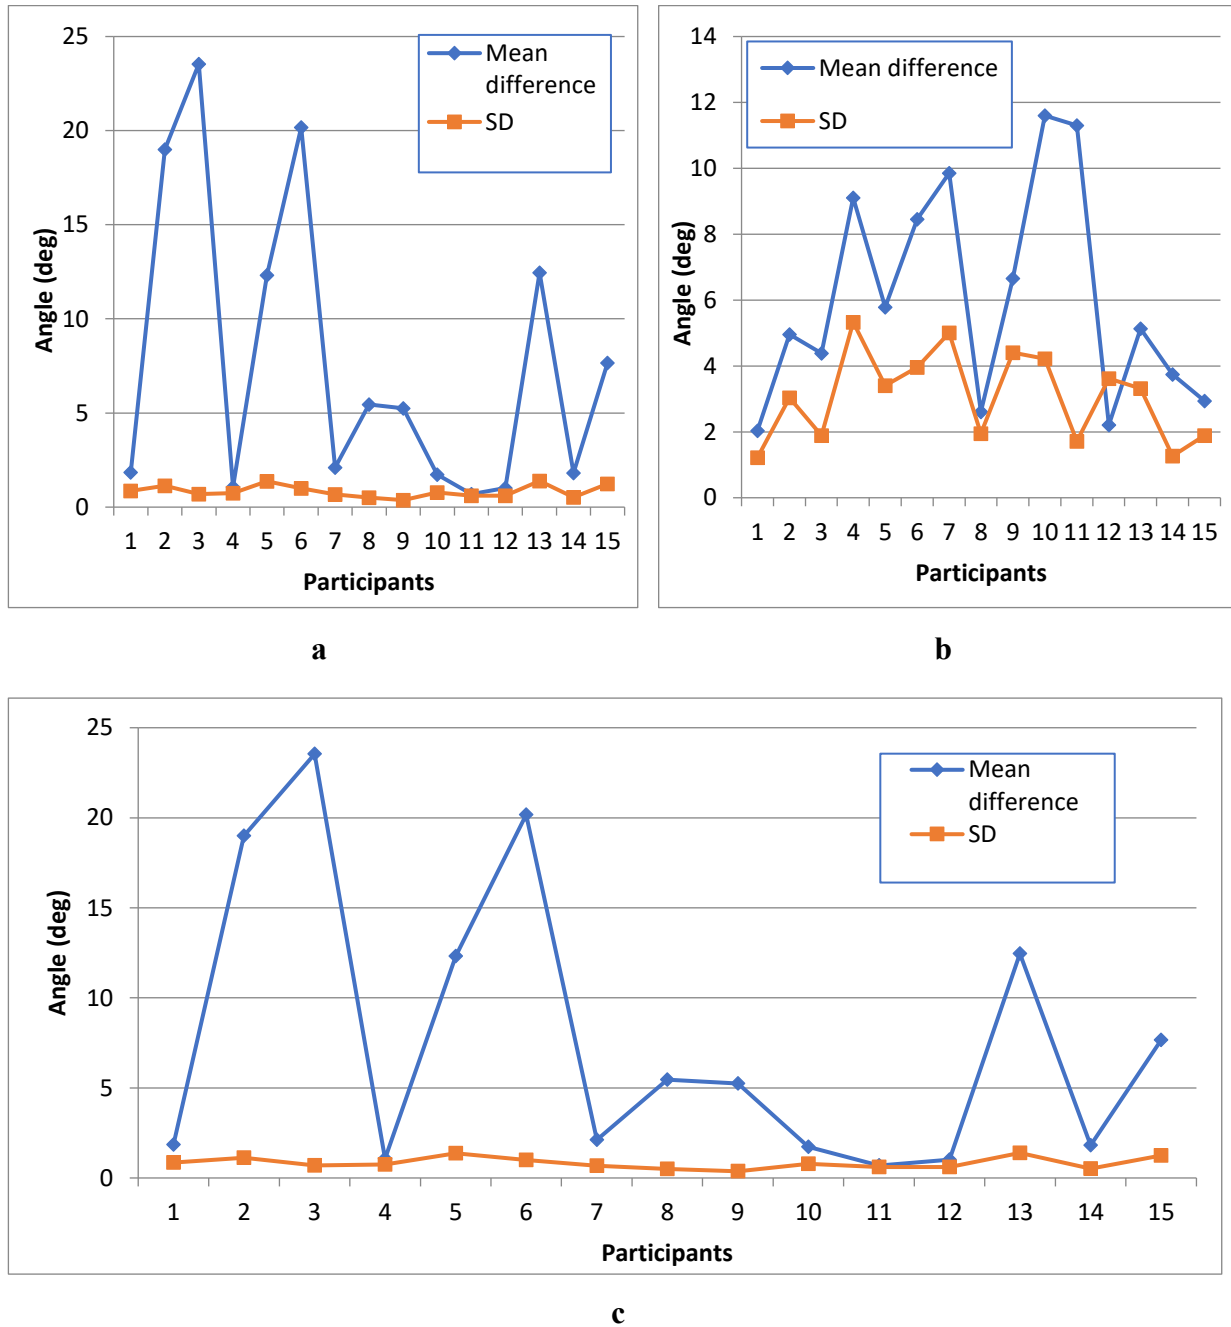 25
20
15
10
5
0
Angle (deg)
Mean
difference
SD
1 2 3 4 5 6 7 8 9 10 11 12 13 14 15
Participants
a
14
12
10
8
6
4
2
0
Angle (deg)
Mean difference
SD
1 2 3 4 5 6 7 8 9 10 11 12 13 14 15
Participants
b
25
20
15
10
5
0
Angle (deg)
Mean
difference
SD
1 2 3 4 5 6 7 8 9 10 11 12 13 14 15
Participants
c